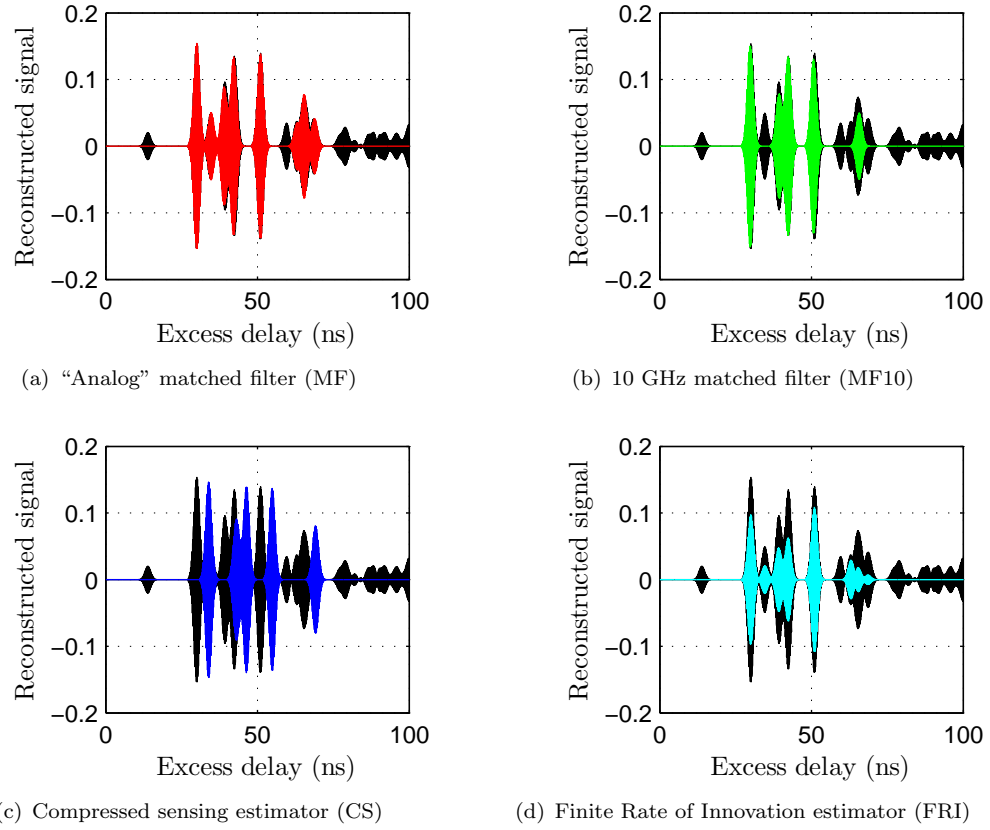 0.2
0.1
0
−0.1
−0.2
Reconstructed signal
0
50
100
Excess delay (ns)
(a) “Analog” matched filter (MF)
0.2
0.1
0
−0.1
−0.2
Reconstructed signal
0
50
100
Excess delay (ns)
(b) 10 GHz matched filter (MF10)
0.2
0.1
0
−0.1
−0.2
Reconstructed signal
0
50
100
Excess delay (ns)
(c) Compressed sensing estimator (CS)
0.2
0.1
0
−0.1
−0.2
Reconstructed signal
0
50
100
Excess delay (ns)
(d) Finite Rate of Innovation estimator (FRI)